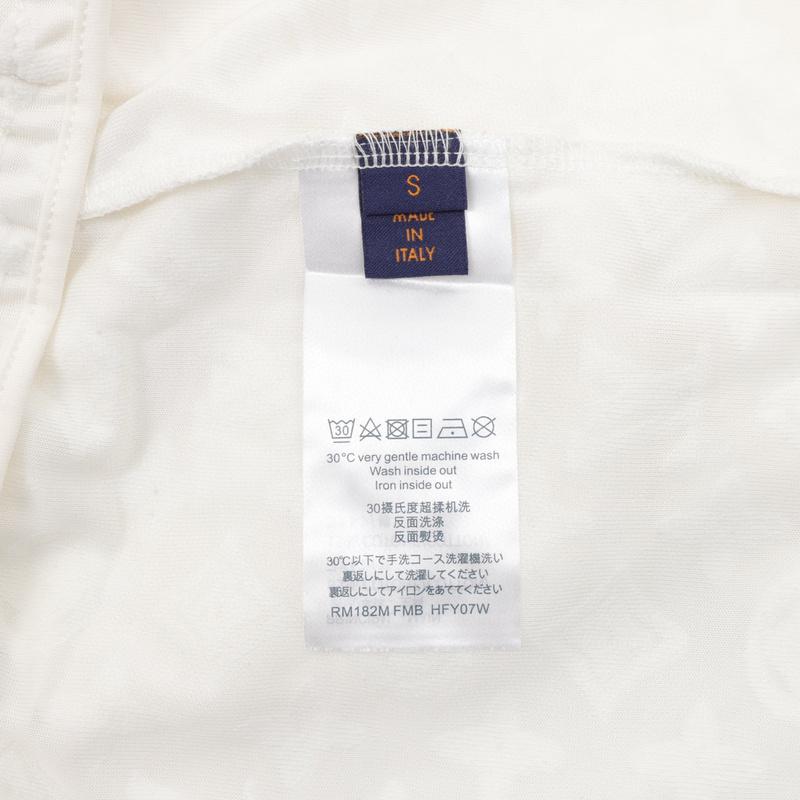 S
MADE
IN
ITALY
30
30°C very gentle machine wash
Wash inside out
Iron inside out
30摄氏度超揉机洗
反面洗涤
反面熨烫
30℃以下で手洗コース洗濯機洗い
裏返しにして洗濯してください
裏返しにしてアイロンをあててください
RM182M FMB HFY07W